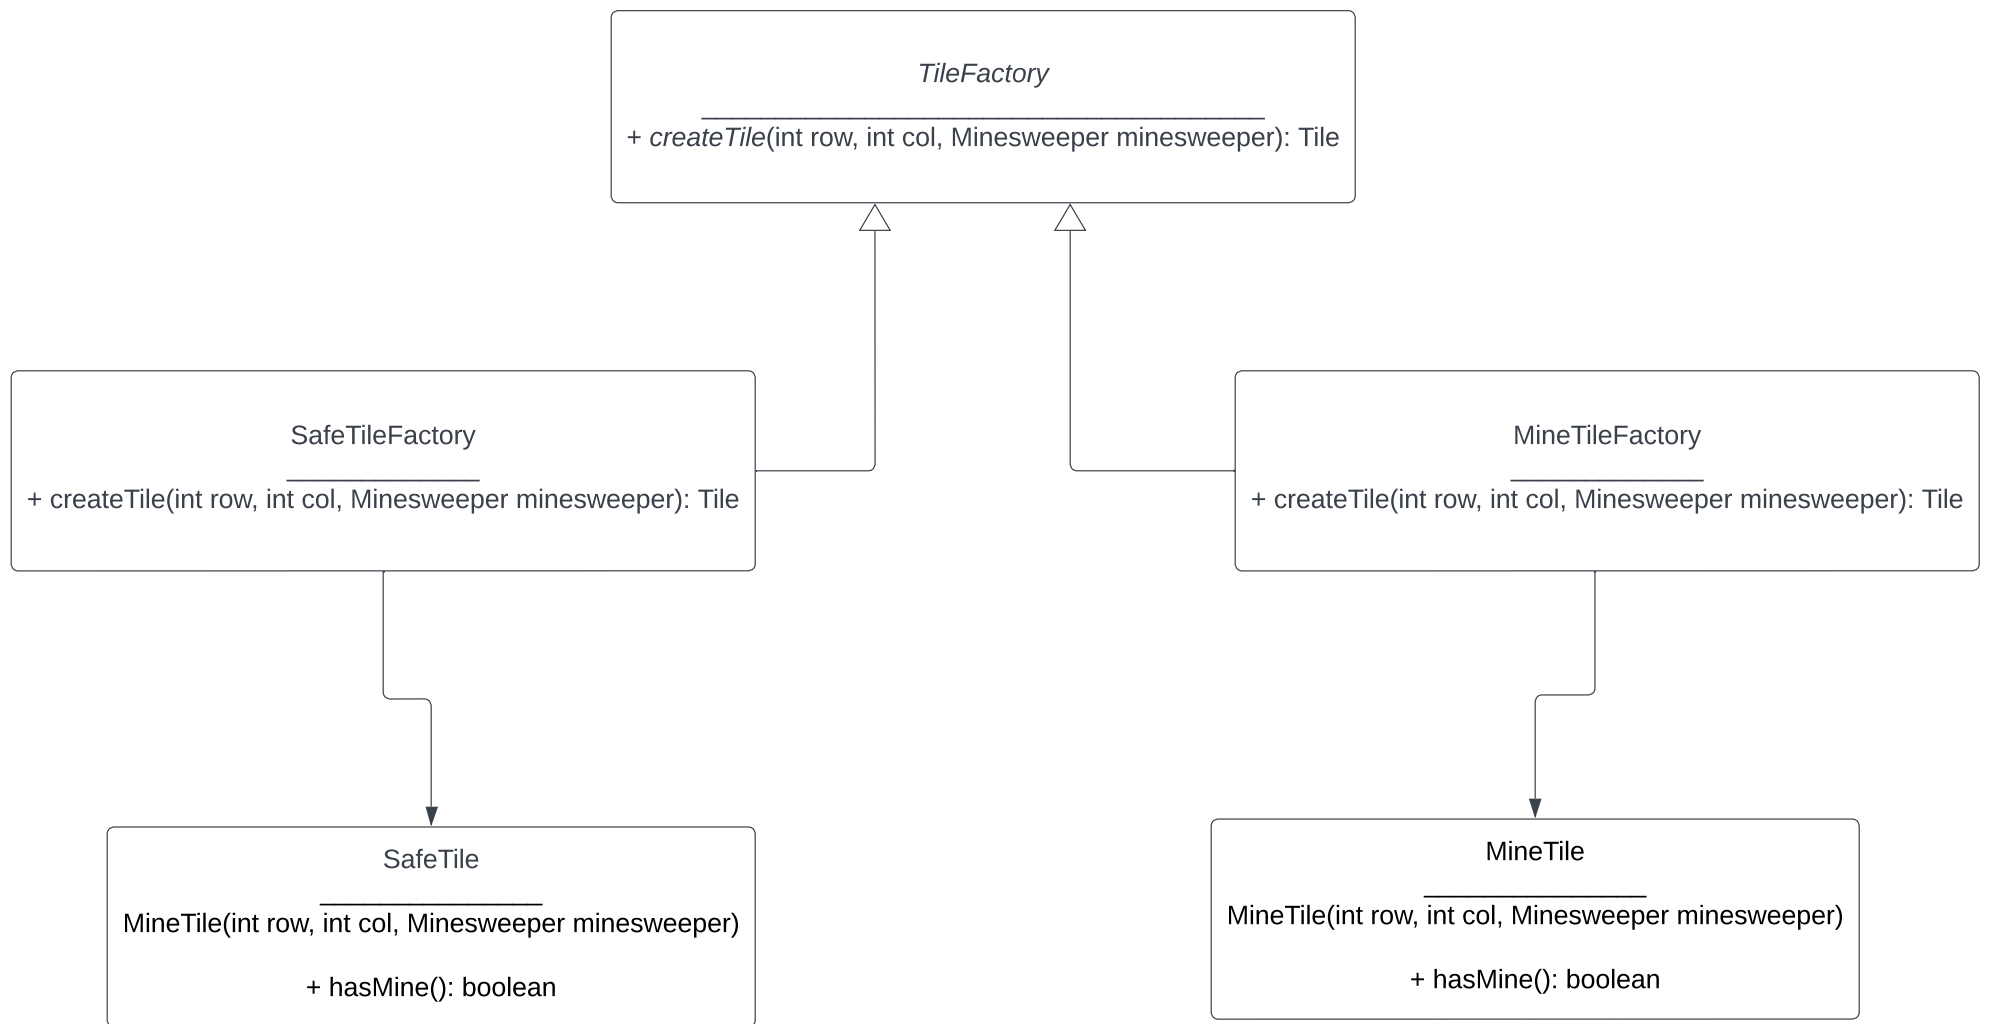 TileFactory
+ createTile(int row, int col, Minesweeper minesweeper): Tile
SafeTileFactory
+ createTile(int row, int col, Minesweeper minesweeper): Tile
MineTileFactory
+ createTile(int row, int col, Minesweeper minesweeper): Tile
SafeTile
MineTile(int row, int col, Minesweeper minesweeper)
+ hasMine(): boolean
MineTile
MineTile(int row, int col, Minesweeper minesweeper)
+ hasMine(): boolean